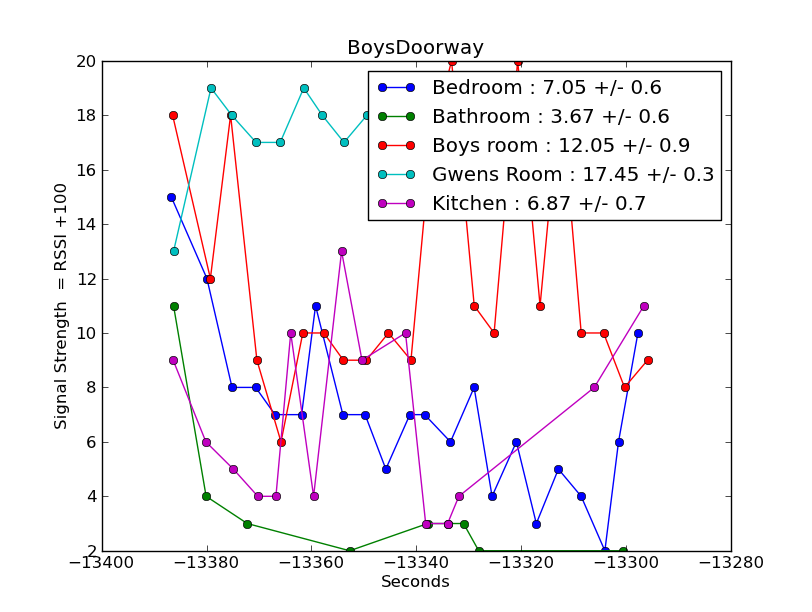 BoysDoorway
20
18
16
14
12
10
8
6
4
2
Signal Strength  = RSSI +100
Bedroom : 7.05 +/- 0.6
Bathroom : 3.67 +/- 0.6
Boys room : 12.05 +/- 0.9
Gwens Room : 17.45 +/- 0.3
Kitchen : 6.87 +/- 0.7
−13400 −13380 −13360 −13340 −13320 −13300 −13280
Seconds